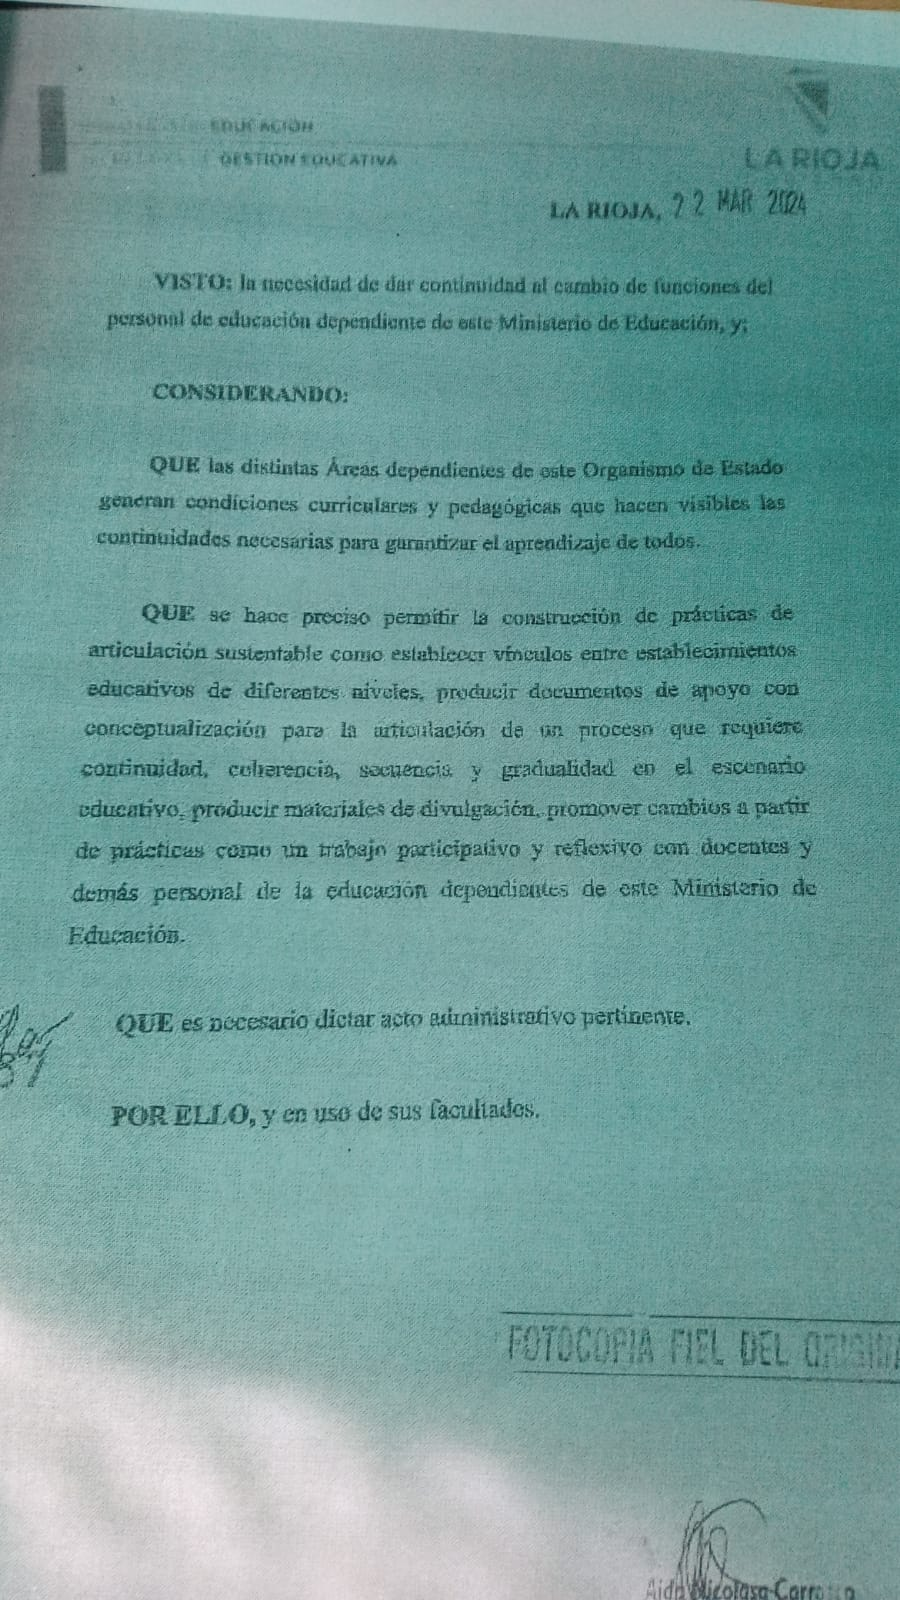 EDUCACIÓN
GESTIÓN EDUCATIVA
LA RIOJA
LA RIOJA, 22 MAR 2024
VISTO: la necesidad de dar continuidad al cambio de funciones del
personal de educación dependiente de este Ministerio de Educación, y;
CONSIDERANDO:
QUE las distintas Áreas dependientes de este Organismo de Estado
generan condiciones curriculares y pedagógicas que hacen visibles las
continuidades necesarias para garantizar el aprendizaje de todos.
QUE se hace preciso permitir la construcción de prácticas de
articulación sustentable como establecer vínculos entre establecimientos
educativos de diferentes niveles, producir documentos de apoyo con
conceptualización para la articulación de un proceso que requiere
continuidad, coherencia, secuencia y gradualidad en el escenario
educativo, producir materiales de divulgación, promover cambios a partir
de prácticas como un trabajo participativo y reflexivo con docentes y
demás personal de la educación dependientes de este Ministerio de
Educación.
QUE es necesario dictar acto administrativo pertinente.
POR ELLO, y en uso de sus facultades.
FOTOCOPIA FIEL DEL
Nicolasa